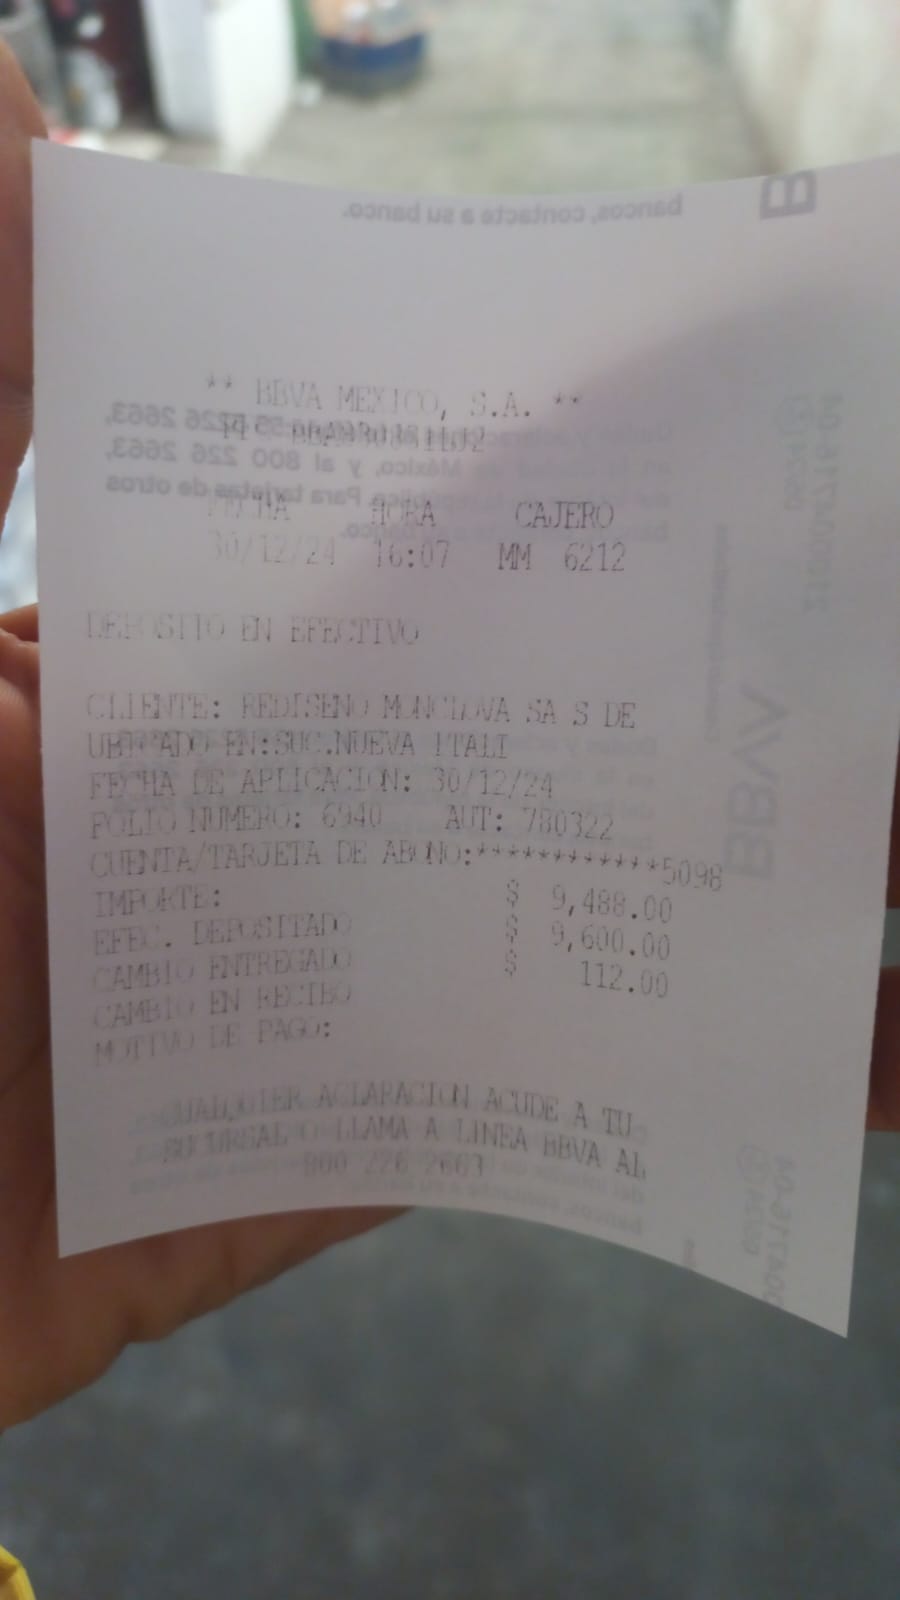 ** BBVA MEXICO, S.A. **
FECHA HORA CAJERO
30/12/24 16:07 MM 6212
DEPOSITO EN EFECTIVO
CLIENTE: REDISENO MONCLOVA SA S DE
UBICADO EN:SUC.NUEVA ITALI
FECHA DE APLICACION: 30/12/24
FOLIO NUMERO: 6940 AUT: 780322
CUENTA/TARJETA DE ABONO:************5098
IMPORTE: $ 9,488.00
EFEC. DEPOSITADO $ 9,600.00
CAMBIO ENTREGADO $ 112.00
CAMBIO EN RECIBO
MOTIVO DE PAGO:
CUALQUIER ACLARACION ACUDE A TU
SUCURSAL O LLAMA A LINEA BBVA AL
800 226 2663
bancos, contacte a su banco.
BBVA